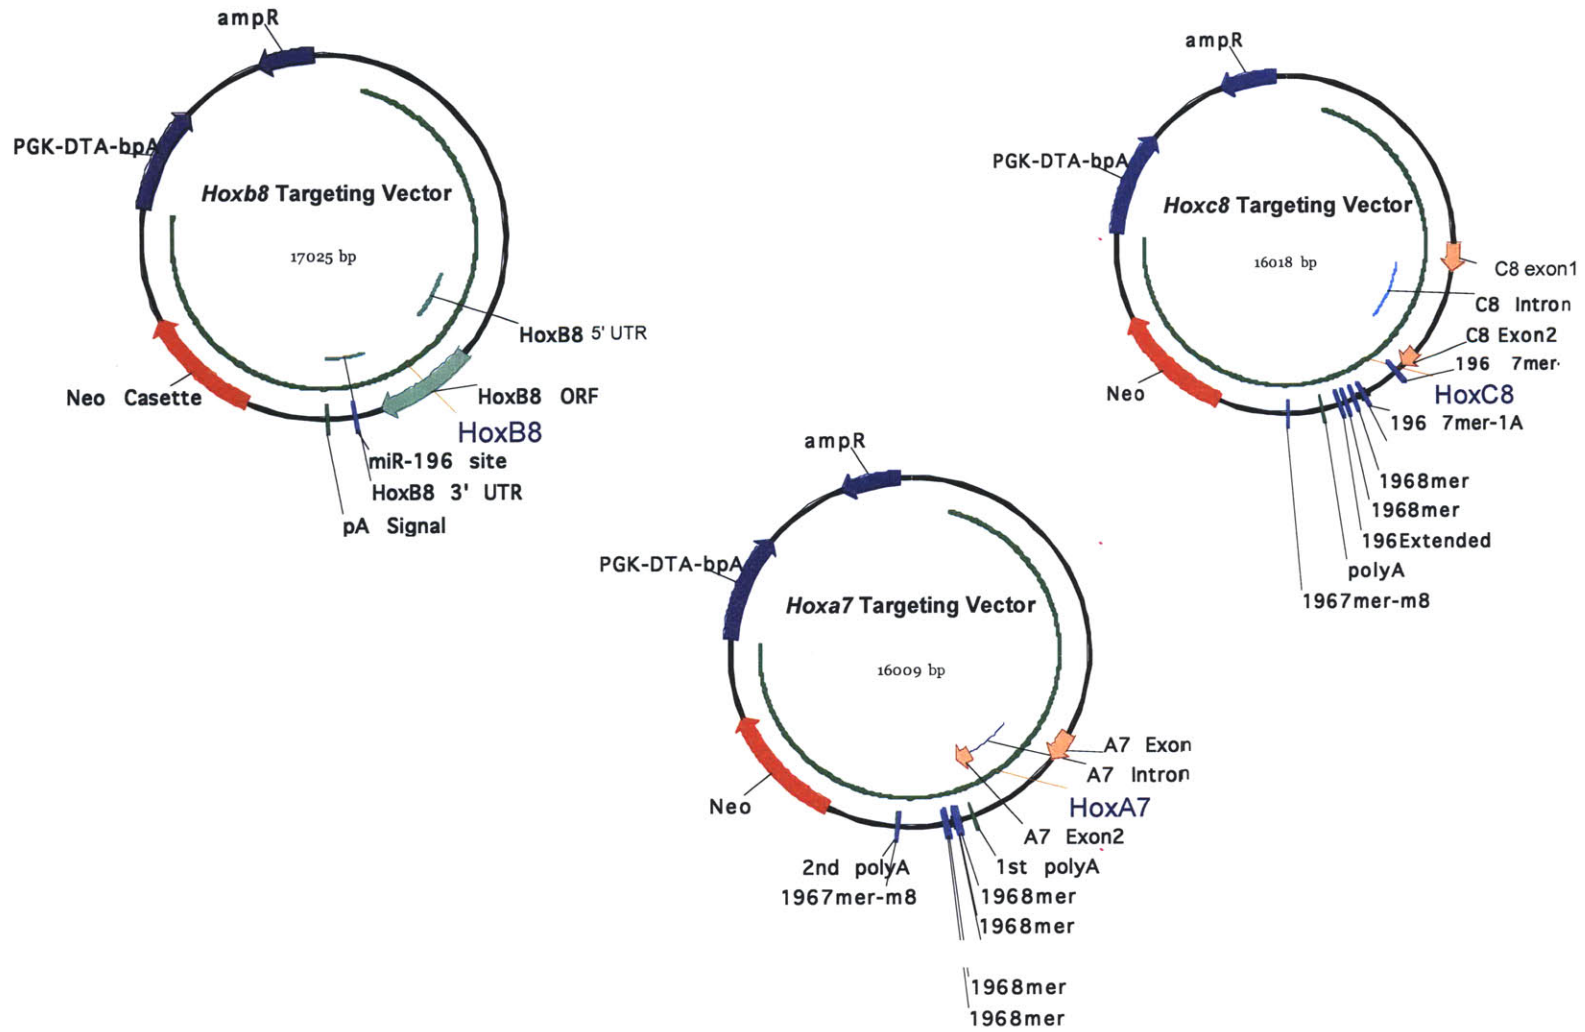 ampR
PGK-DTA-bpA
Hoxb8 Targeting Vector
17025 bp
HoxB8 5' UTR
Neo Casette
HoxB8 ORF
HoxB8
miR-196 site
HoxB8 3' UTR
pA Signal
ampR
PGK-DTA-bpA
Hoxc8 Targeting Vector
16018 bp
C8 exon1
C8 Intron
C8 Exon2
196 7mer-
HoxC8
Neo
196 7mer-1A
1968mer
1968mer
196Extended
polyA
1967mer-m8
ampR
PGK-DTA-bpA
Hoxa7 Targeting Vector
16009 bp
A7 Exon
A7 Intron
HoxA7
Neo
A7 Exon2
2nd polyA
1st polyA
1967mer-m8
1968mer
1968mer
1968mer
1968mer